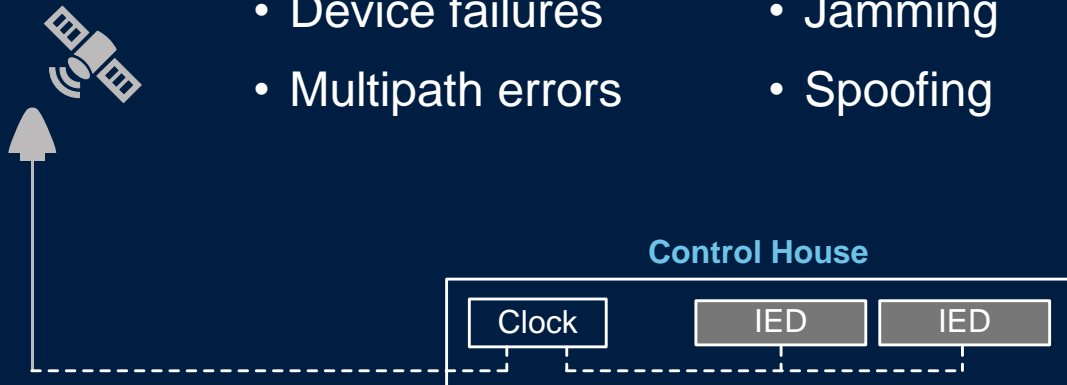 • Device failures
• Multipath errors
• Jamming
• Spoofing
Control House
Clock
IED
IED